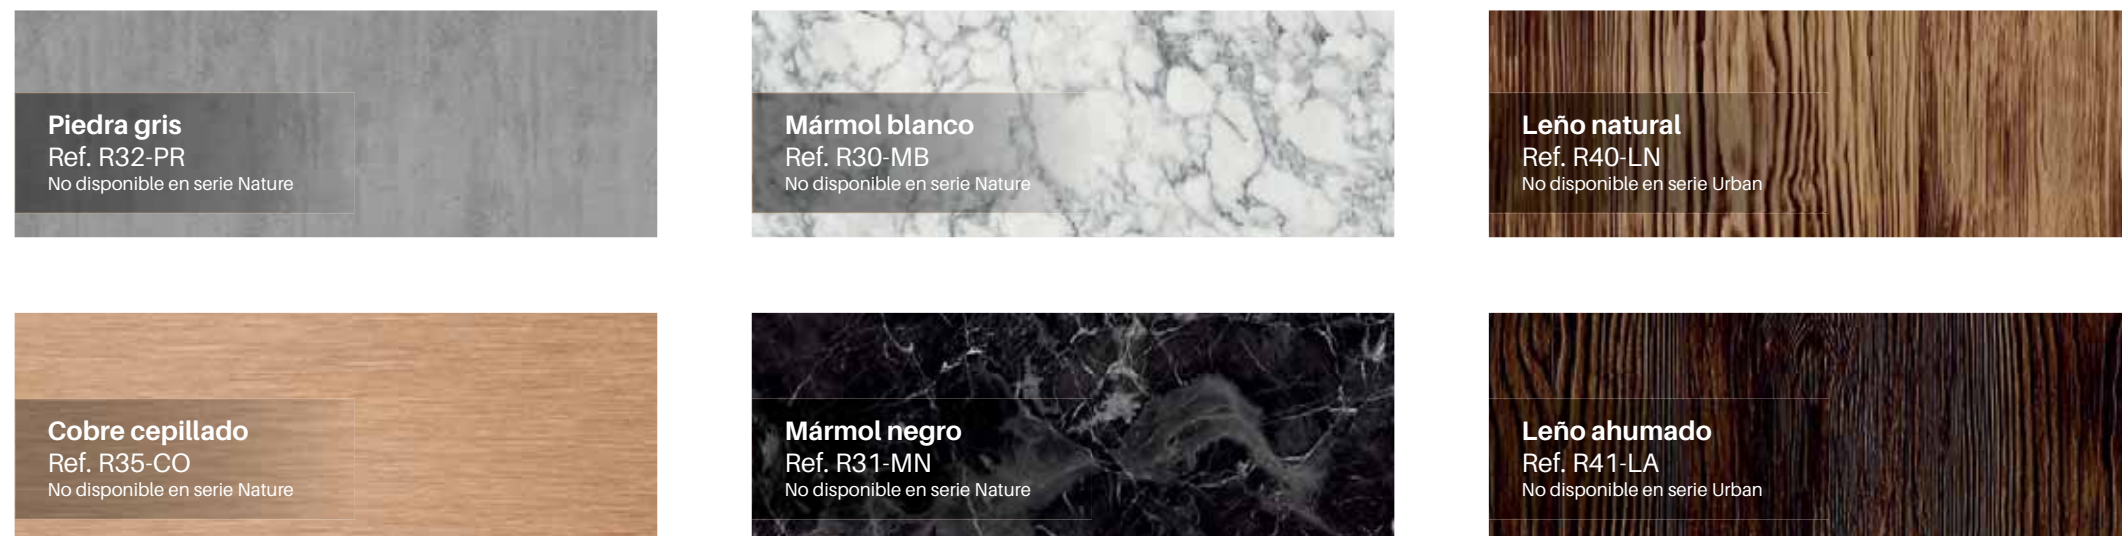 Piedra gris
Ref. R32-PR
No disponible en serie Nature
Mármol blanco
Ref. R30-MB
No disponible en serie Nature
Leño natural
Ref. R40-LN
No disponible en serie Urban
Cobre cepillado
Ref. R35-CO
No disponible en serie Nature
Mármol negro
Ref. R31-MN
No disponible en serie Nature
Leño ahumado
Ref. R41-LA
No disponible en serie Urban